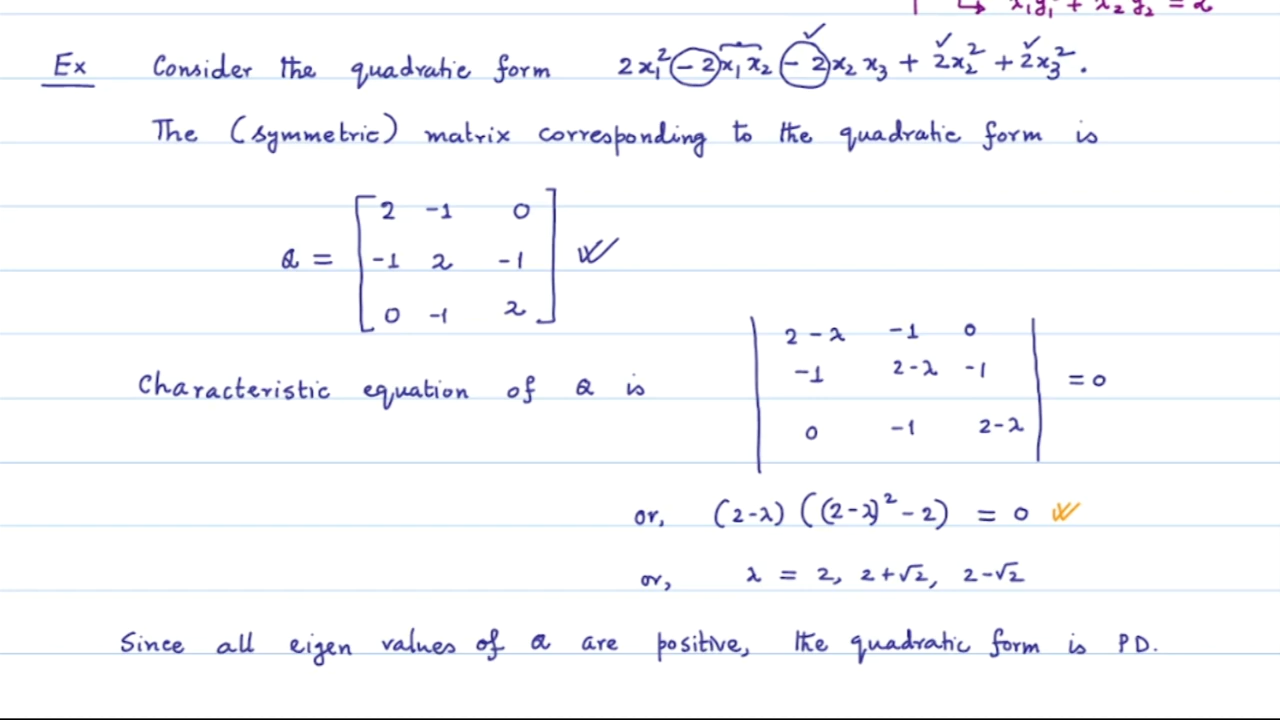 ↳ x₁y₁ + x₂y₂ = 2
Ex Consider the quadratic form 2x₁² - 2x₁x₂ - 2x₂x₃ + 2x₂² + 2x₃².
The (symmetric) matrix corresponding to the quadratic form is
Q = [ 2 -1 0
-1 2 -1
0 -1 2 ]
Characteristic equation of Q is
| 2-λ -1 0 |
| -1 2-λ -1 | = 0
| 0 -1 2-λ |
or, (2-λ) ((2-λ)² - 2) = 0
or, λ = 2, 2+√2, 2-√2
Since all eigen values of Q are positive, the quadratic form is PD.